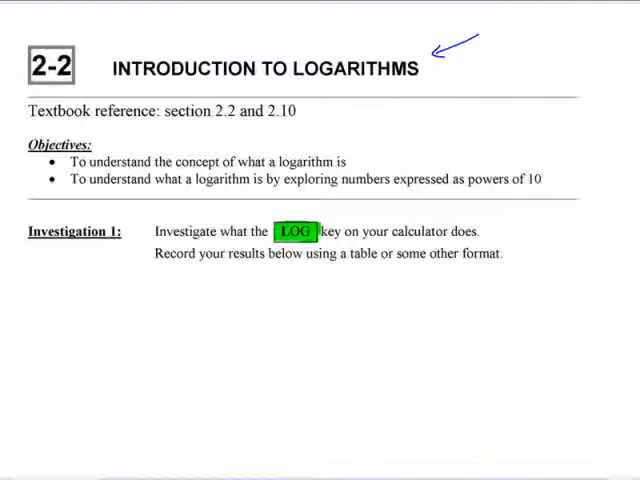 2-2 INTRODUCTION TO LOGARITHMS
Textbook reference: section 2.2 and 2.10
Objectives:
• To understand the concept of what a logarithm is
• To understand what a logarithm is by exploring numbers expressed as powers of 10
Investigation 1: Investigate what the LOG key on your calculator does.
Record your results below using a table or some other format.